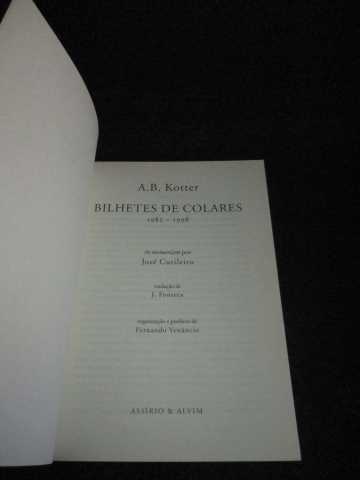 A.B. Kotter
BILHETES DE COLARES
1982 – 1998
in memoriam por
José Cutileiro
tradução de
J. Fonseca
organização e posfácio de
Fernando Venâncio
ASSÍRIO & ALVIM